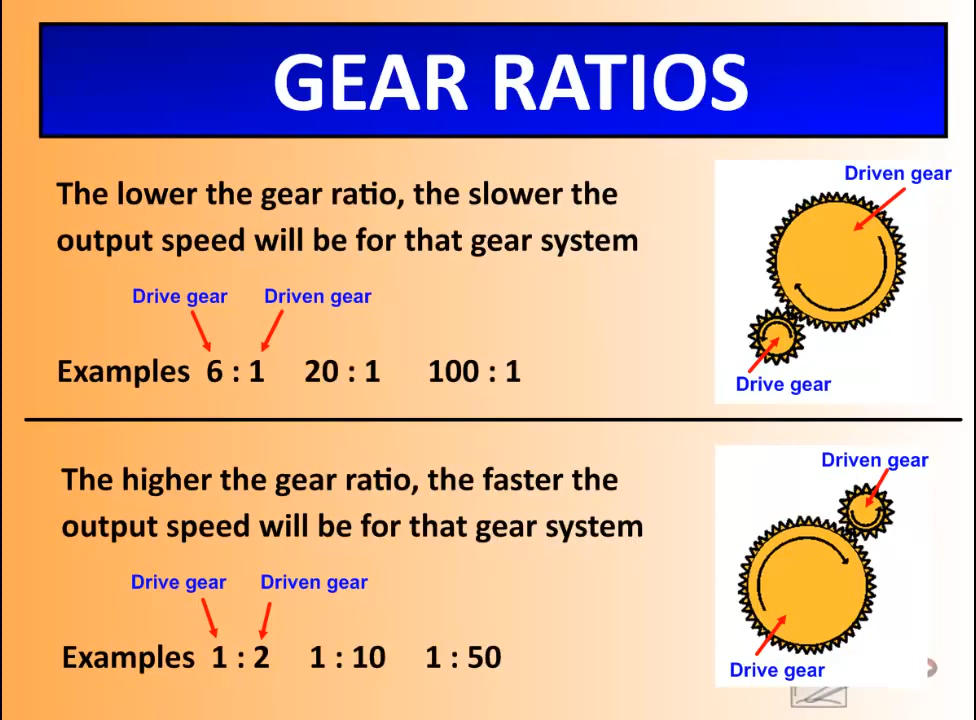 GEAR RATIOS
The lower the gear ratio, the slower the
output speed will be for that gear system
Drive gear Driven gear
Examples 6 : 1 20 : 1 100 : 1
Driven gear
Drive gear
The higher the gear ratio, the faster the
output speed will be for that gear system
Drive gear Driven gear
Examples 1 : 2 1 : 10 1 : 50
Driven gear
Drive gear